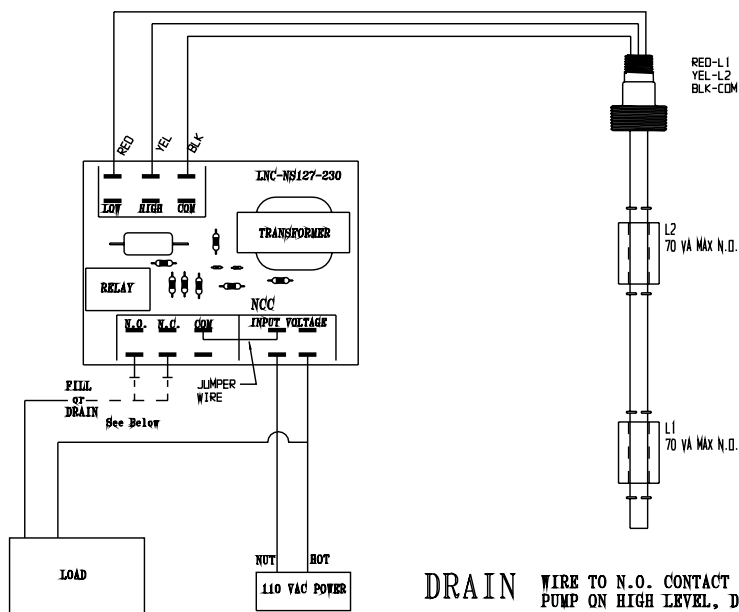 RED-L1
YEL-L2
BLK-COM
RED
YEL
BLK
LNC-NS127-230
LOW
HIGH
COM
TRANSFORMER
L2
70 VA MAX N.O.
RELAY
NCC
N.O.
N.C.
COM
INPUT VOLTAGE
JUMPER
WIRE
FILL
or
DRAIN
See Below
L1
70 VA MAX N.O.
NUT
HOT
LOAD
110 VAC POWER
DRAIN
WIRE TO N.O. CONTACT
PUMP ON HIGH LEVEL, D